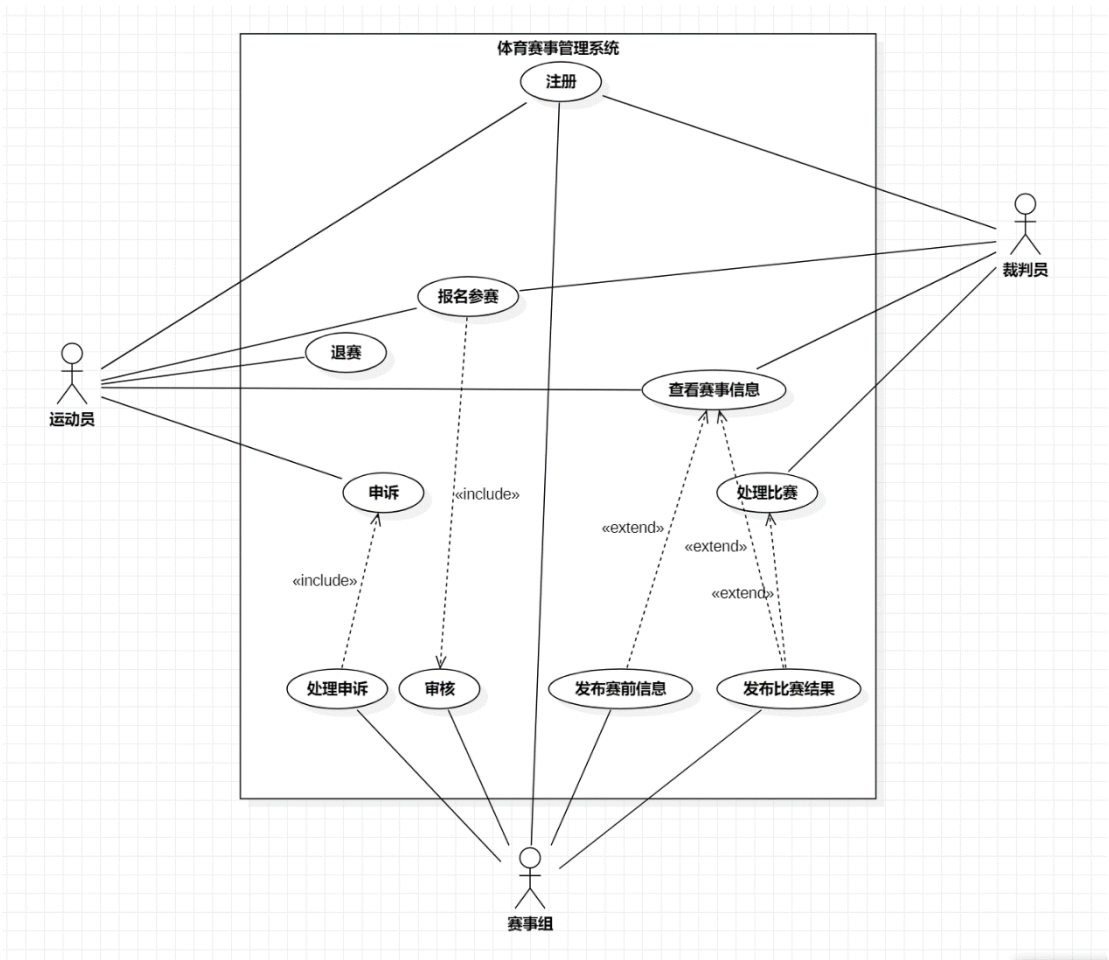 体育赛事管理系统
注册
裁判员
报名参赛
退赛
查看赛事信息
运动员
申诉
«include»
处理比赛
«extend»
«extend»
«include»
«extend»
处理申诉
审核
发布赛前信息
发布比赛结果
赛事组